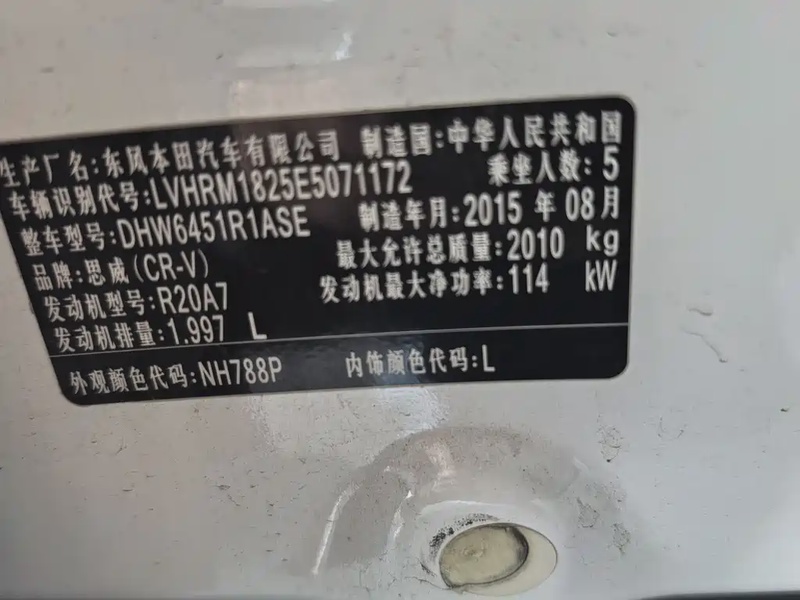 生产厂名:东风本田汽车有限公司 制造国:中华人民共和国
车辆识别代号:LVHRM1825E5071172 乘坐人数:5
整车型号:DHW6451R1ASE 制造年月:2015 年 08 月
品牌:思威(CR-V) 最大允许总质量:2010 kg
发动机型号:R20A7 发动机最大净功率:114 kW
发动机排量:1.997 L
外观颜色代码:NH788P 内饰颜色代码:L